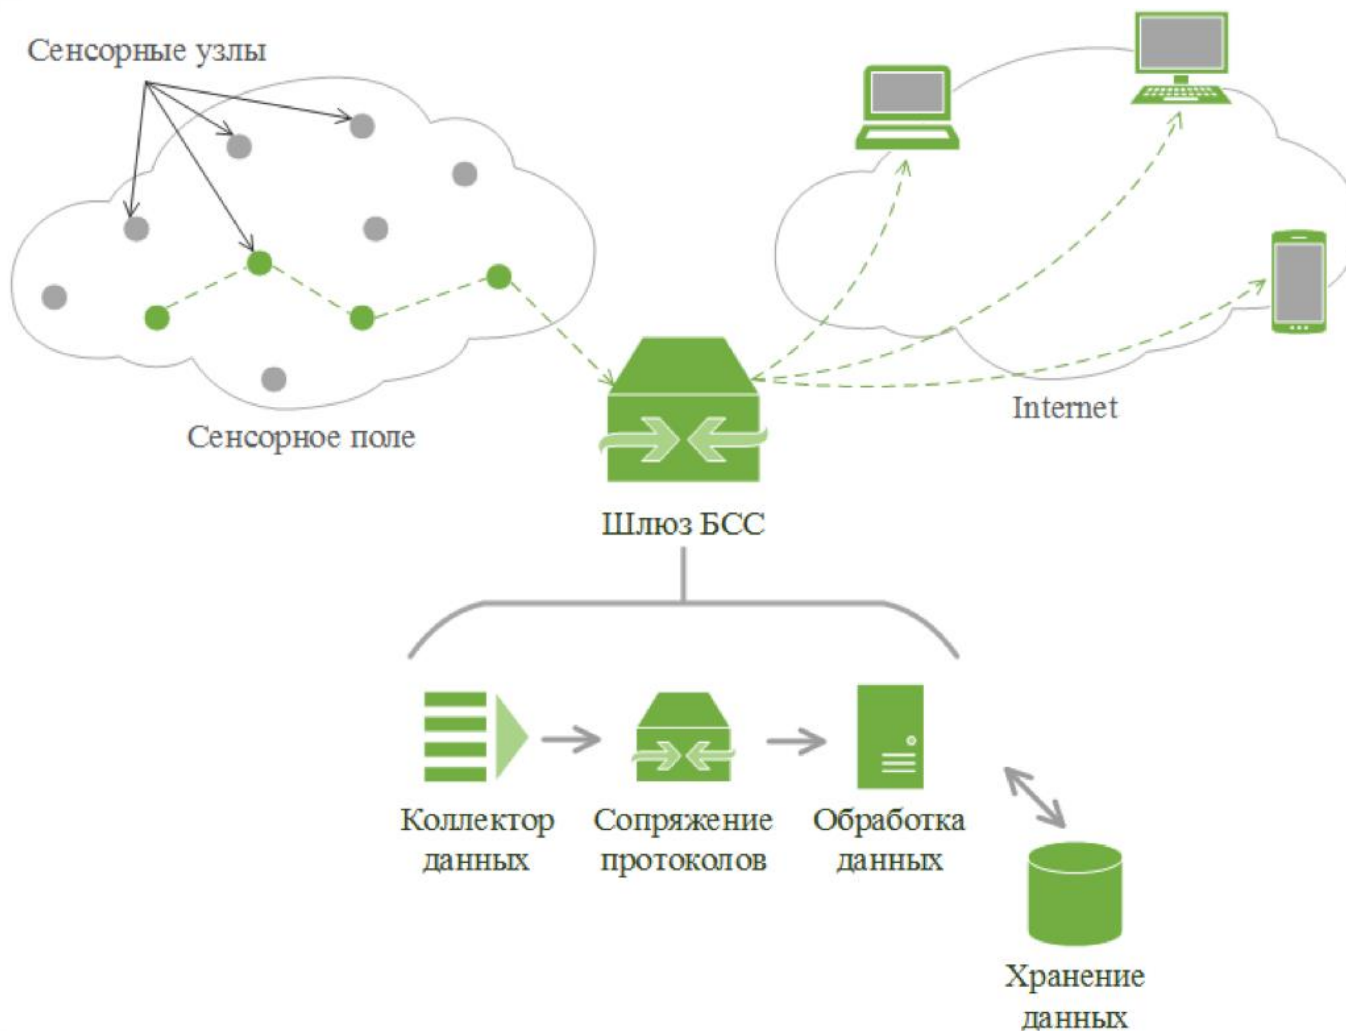 Сенсорные узлы
Сенсорное поле
Internet
Шлюз БСС
Коллектор
данных
Сопряжение
протоколов
Обработка
данных
Хранение
данных